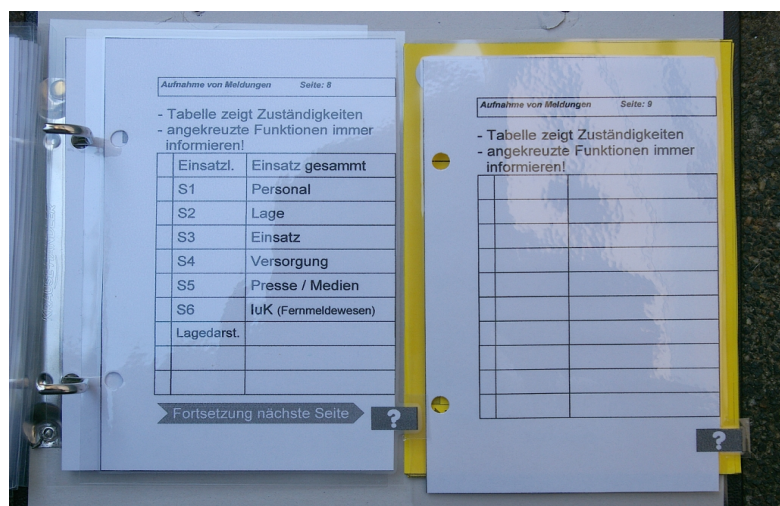 Aufnahme von Meldungen Seite: 8
- Tabelle zeigt Zuständigkeiten
- angekreuzte Funktionen immer
informieren!
Einsatzl. Einsatz gesammt
S1 Personal
S2 Lage
S3 Einsatz
S4 Versorgung
S5 Presse / Medien
S6 IuK (Fernmeldewesen)
Lagedarst.
Fortsetzung nächste Seite
?
Aufnahme von Meldungen Seite: 9
- Tabelle zeigt Zuständigkeiten
- angekreuzte Funktionen immer
informieren!
?